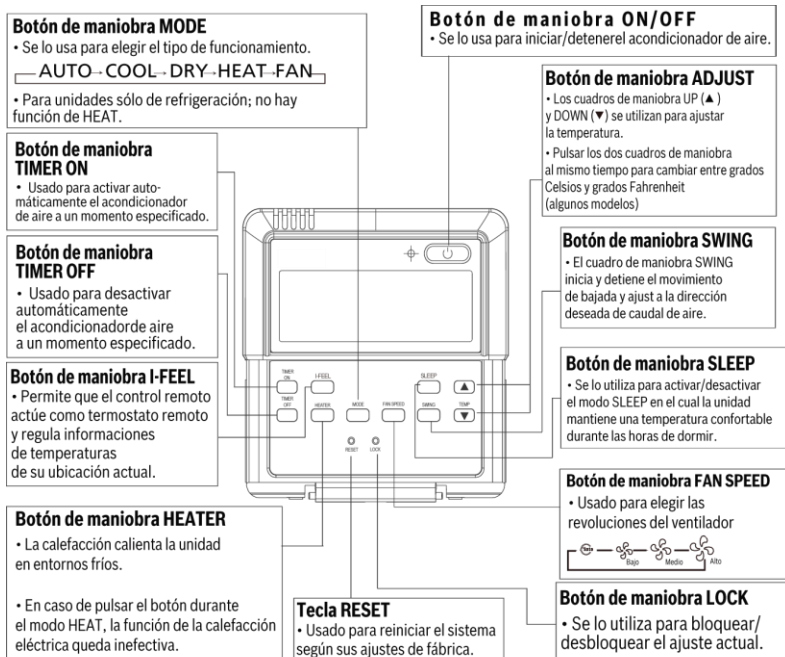 Botón de maniobra MODE
• Se lo usa para elegir el tipo de funcionamiento.
AUTO COOL DRY HEAT FAN
• Para unidades sólo de refrigeración; no hay
función de HEAT.
Botón de maniobra
TIMER ON
• Usado para activar auto-
máticamente el acondicionador
de aire a un momento especificado.
Botón de maniobra
TIMER OFF
• Usado para desactivar
automáticamente
el acondicionadorde aire
a un momento especificado.
Botón de maniobra I-FEEL
• Permite que el control remoto
actúe como termostato remoto
y regula informaciones
de temperaturas
de su ubicación actual.
Botón de maniobra HEATER
• La calefacción calienta la unidad
en entornos fríos.
• En caso de pulsar el botón durante
el modo HEAT, la función de la calefacción
eléctrica queda inefectiva.
TIMER
ON
I-FEEL
SLEEP
▲
TIMER
OFF
HEATER
MODE
FAN SPEED
SWING
TEMP
▼
RESET
LOCK
Tecla RESET
• Usado para reiniciar el sistema
según sus ajustes de fábrica.
Botón de maniobra ON/OFF
• Se lo usa para iniciar/detenerel acondicionador de aire.
Botón de maniobra ADJUST
• Los cuadros de maniobra UP (▲ )
y DOWN (▼) se utilizan para ajustar
la temperatura.
• Pulsar los dos cuadros de maniobra
al mismo tiempo para cambiar entre grados
Celsios y grados Fahrenheit
(algunos modelos)
Botón de maniobra SWING
• El cuadro de maniobra SWING
inicia y detiene el movimiento
de bajada y ajust a la dirección
deseada de caudal de aire.
Botón de maniobra SLEEP
• Se lo utiliza para activar/desactivar
el modo SLEEP en el cual la unidad
mantiene una temperatura confortable
durante las horas de dormir.
Botón de maniobra FAN SPEED
• Usado para elegir las
revoluciones del ventilador
Bajo Medio Alto
Botón de maniobra LOCK
• Se lo utiliza para bloquear/
desbloquear el ajuste actual.